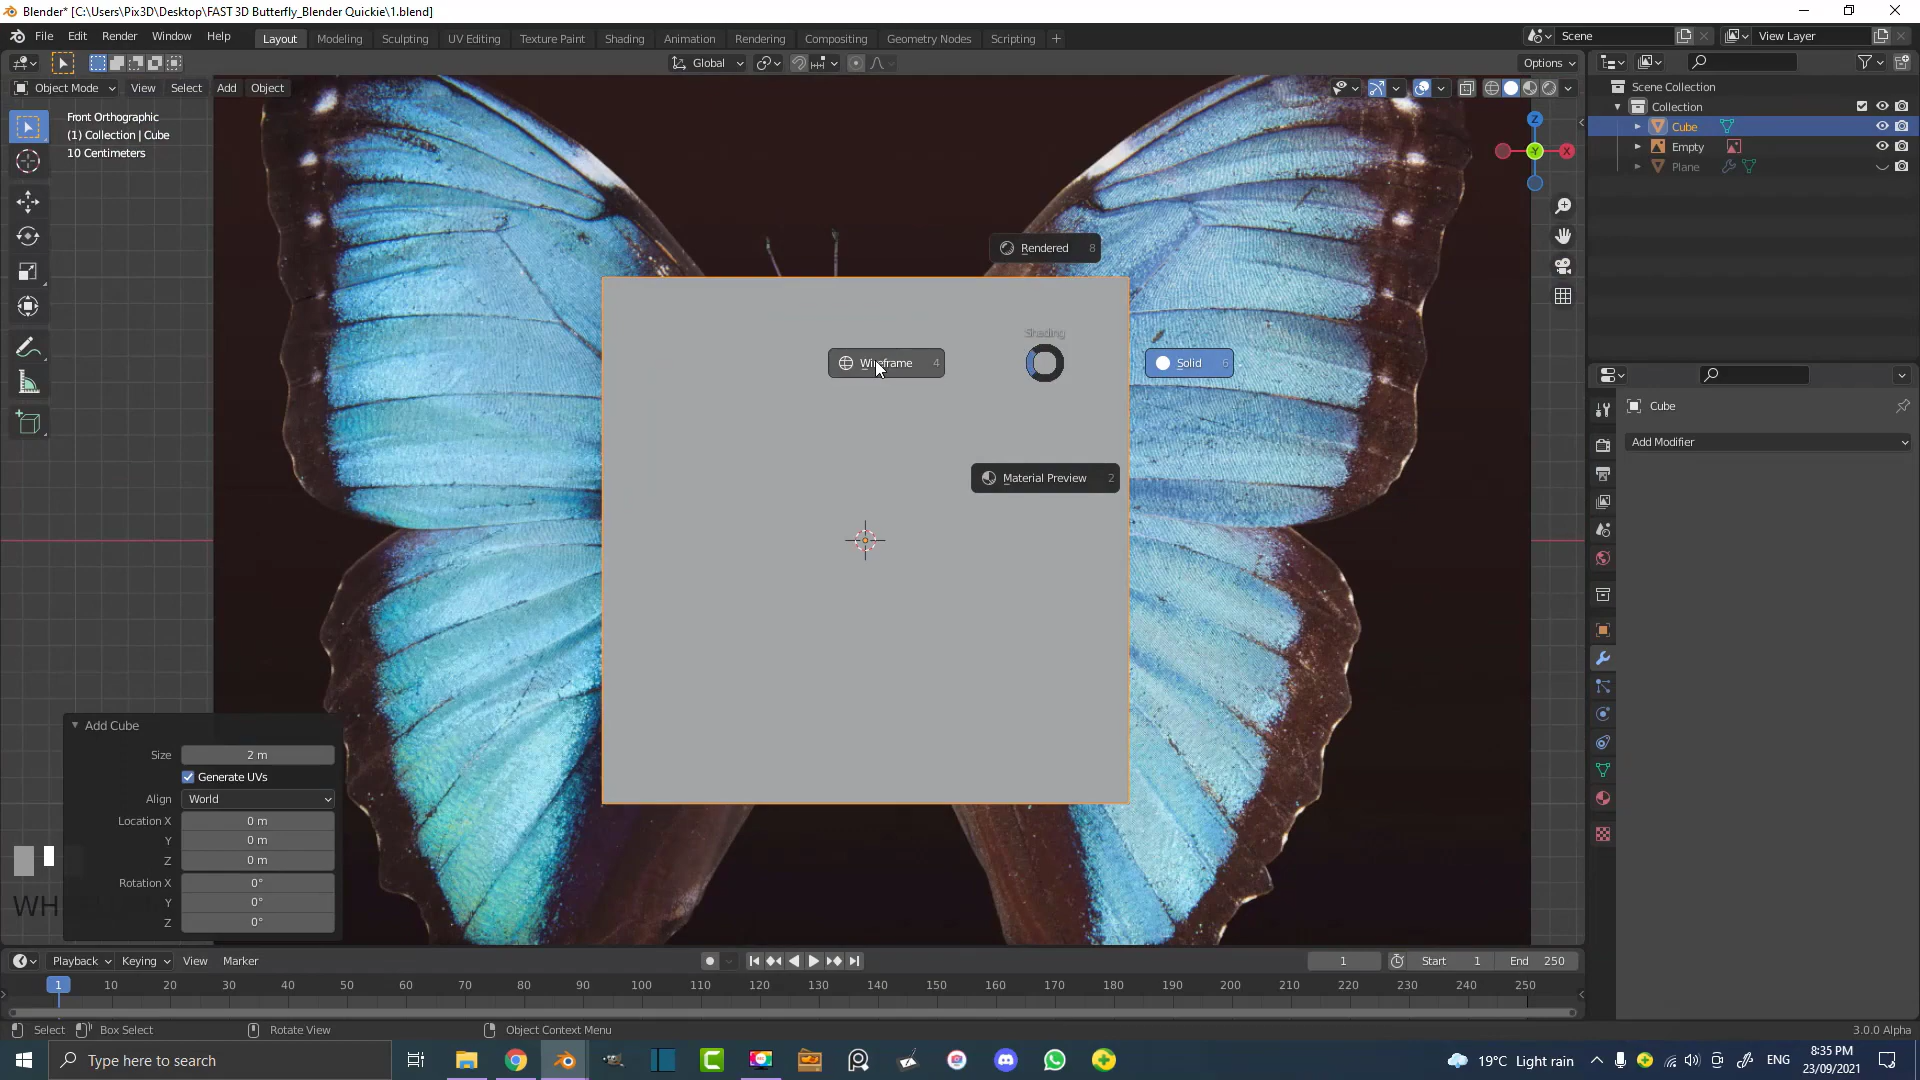 Blender* [C:\Users\Pix3D\Desktop\FAST 3D Butterfly_Blender Quickie\1.blend]
File Edit Render Window Help
Layout Modeling Sculpting UV Editing Texture Paint Shading Animation Rendering Compositing Geometry Nodes Scripting
Scene
View Layer
Global
Options
Object Mode View Select Add Object
Front Orthographic
(1) Collection | Cube
10 Centimeters
Z
Y
X
Scene Collection
Collection
Cube
Empty
Plane
Rendered 8
Shading
Wireframe 4
Solid 6
Material Preview 2
Cube
Add Modifier
Add Cube
Size 2 m
Generate UVs
Align World
Location X 0 m
Y 0 m
Z 0 m
Rotation X 0°
Y 0°
Z 0°
WH
Playback Keying View Marker
1
Start 1
End 250
1 10 20 30 40 50 60 70 80 90 100 110 120 130 140 150 160 170 180 190 200 210 220 230 240 250
Select Box Select Rotate View Object Context Menu
3.0.0 Alpha
Type here to search
19°C Light rain
ENG
8:35 PM
23/09/2021